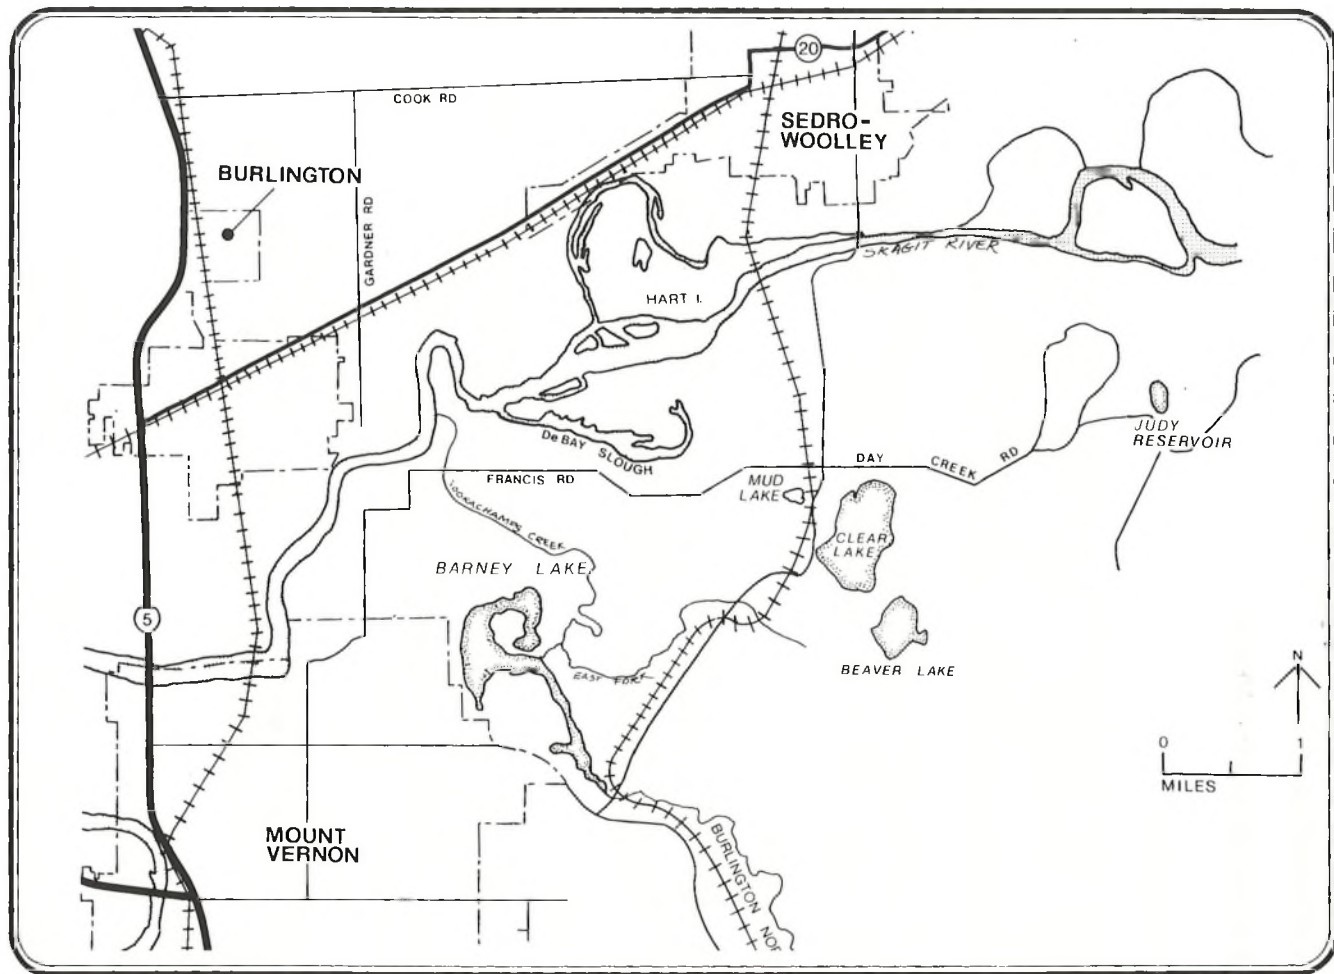 20
COOK RD
SEDRO-
WOOLLEY
BURLINGTON
GARDNER RD
SKAGIT RIVER
HART I.
DeBAY SLOUGH
JUDY
RESERVOIR
FRANCIS RD
DAY CREEK RD
MUD
LAKE
NOOKACHAMPS CREEK
CLEAR
LAKE
BARNEY LAKE
5
BEAVER LAKE
EAST FORK
N
0 1
MILES
MOUNT
VERNON
BURLINGTON NOR